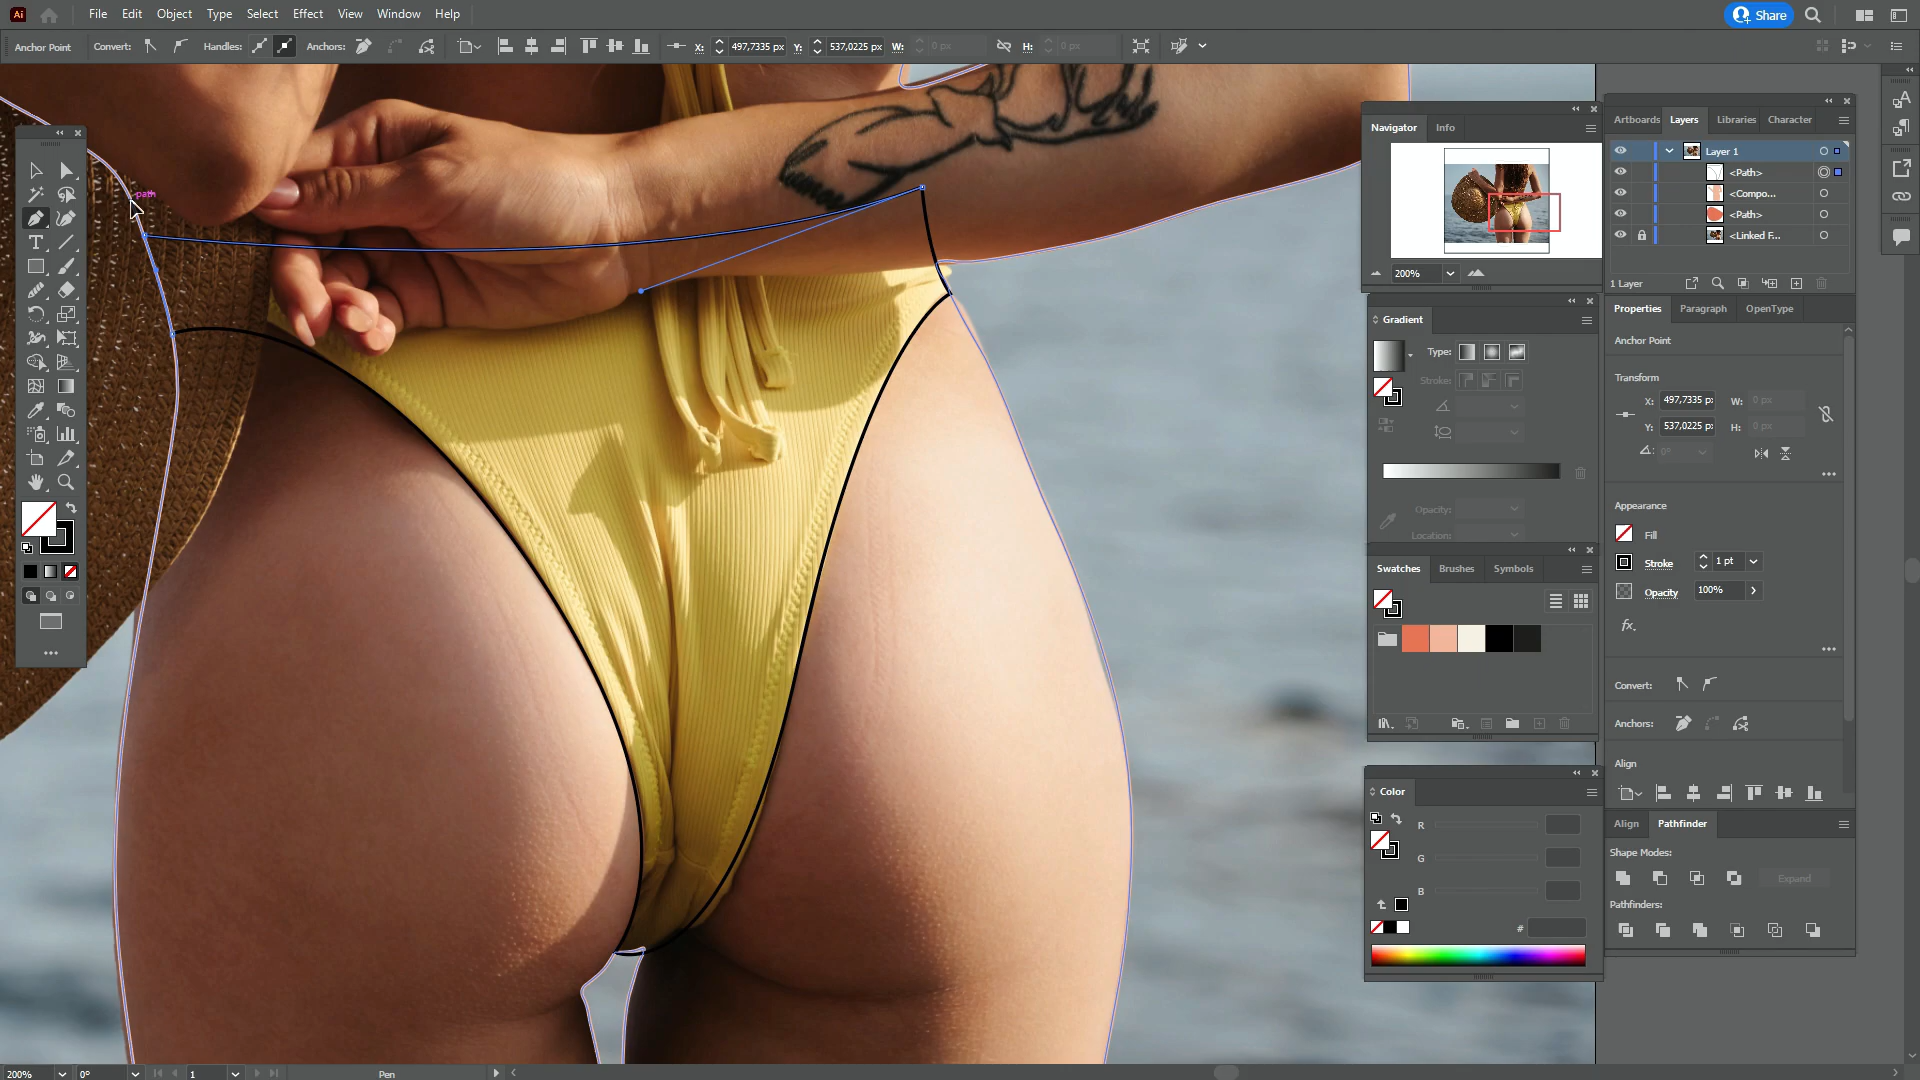 Ai File Edit Object Type Select Effect View Window Help Share
Anchor Point Convert: Handles: Anchors: X: 497,7335 px Y: 537,0225 px W: 0 px H: 0 px
path
Navigator Info
200%
Artboards Layers Libraries Character
Layer 1
<Path>
<Compo...
<Path>
<Linked F...
1 Layer
Gradient
Type:
Stroke:
Opacity:
Location:
Properties Paragraph OpenType
Anchor Point
Transform
X: 497,7335 px W: 0 px
Y: 537,0225 px H: 0 px
0°
Appearance
Fill
Stroke 1 pt
Opacity 100%
fx.
Convert:
Anchors:
Align
Swatches Brushes Symbols
Color
R
G
B
#
Align Pathfinder
Shape Modes:
Expand
Pathfinders:
200% 0° 1 Pen